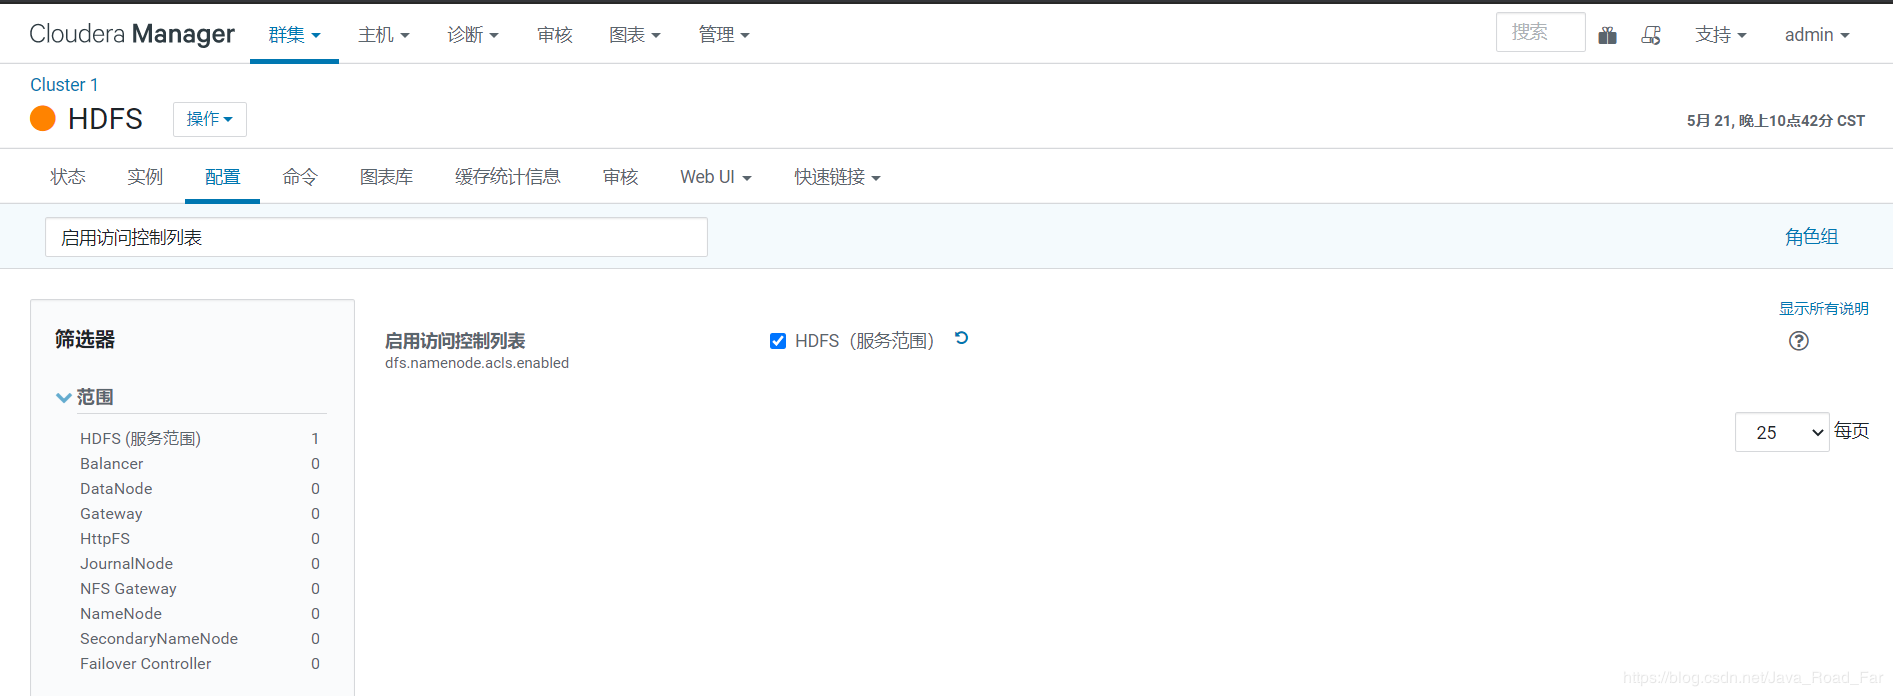 Cloudera Manager 群集 主机 诊断 审核 图表 管理 搜索 支持 admin
Cluster 1
HDFS 操作
5月 21, 晚上10点42分 CST
状态 实例 配置 命令 图表库 缓存统计信息 审核 Web UI 快速链接
启用访问控制列表 角色组
显示所有说明
筛选器
启用访问控制列表 HDFS（服务范围）
dfs.namenode.acls.enabled
范围
25 每页
HDFS (服务范围) 1
Balancer 0
DataNode 0
Gateway 0
HttpFS 0
JournalNode 0
NFS Gateway 0
NameNode 0
SecondaryNameNode 0
Failover Controller 0
https://blog.csdn.net/Java_Road_Far